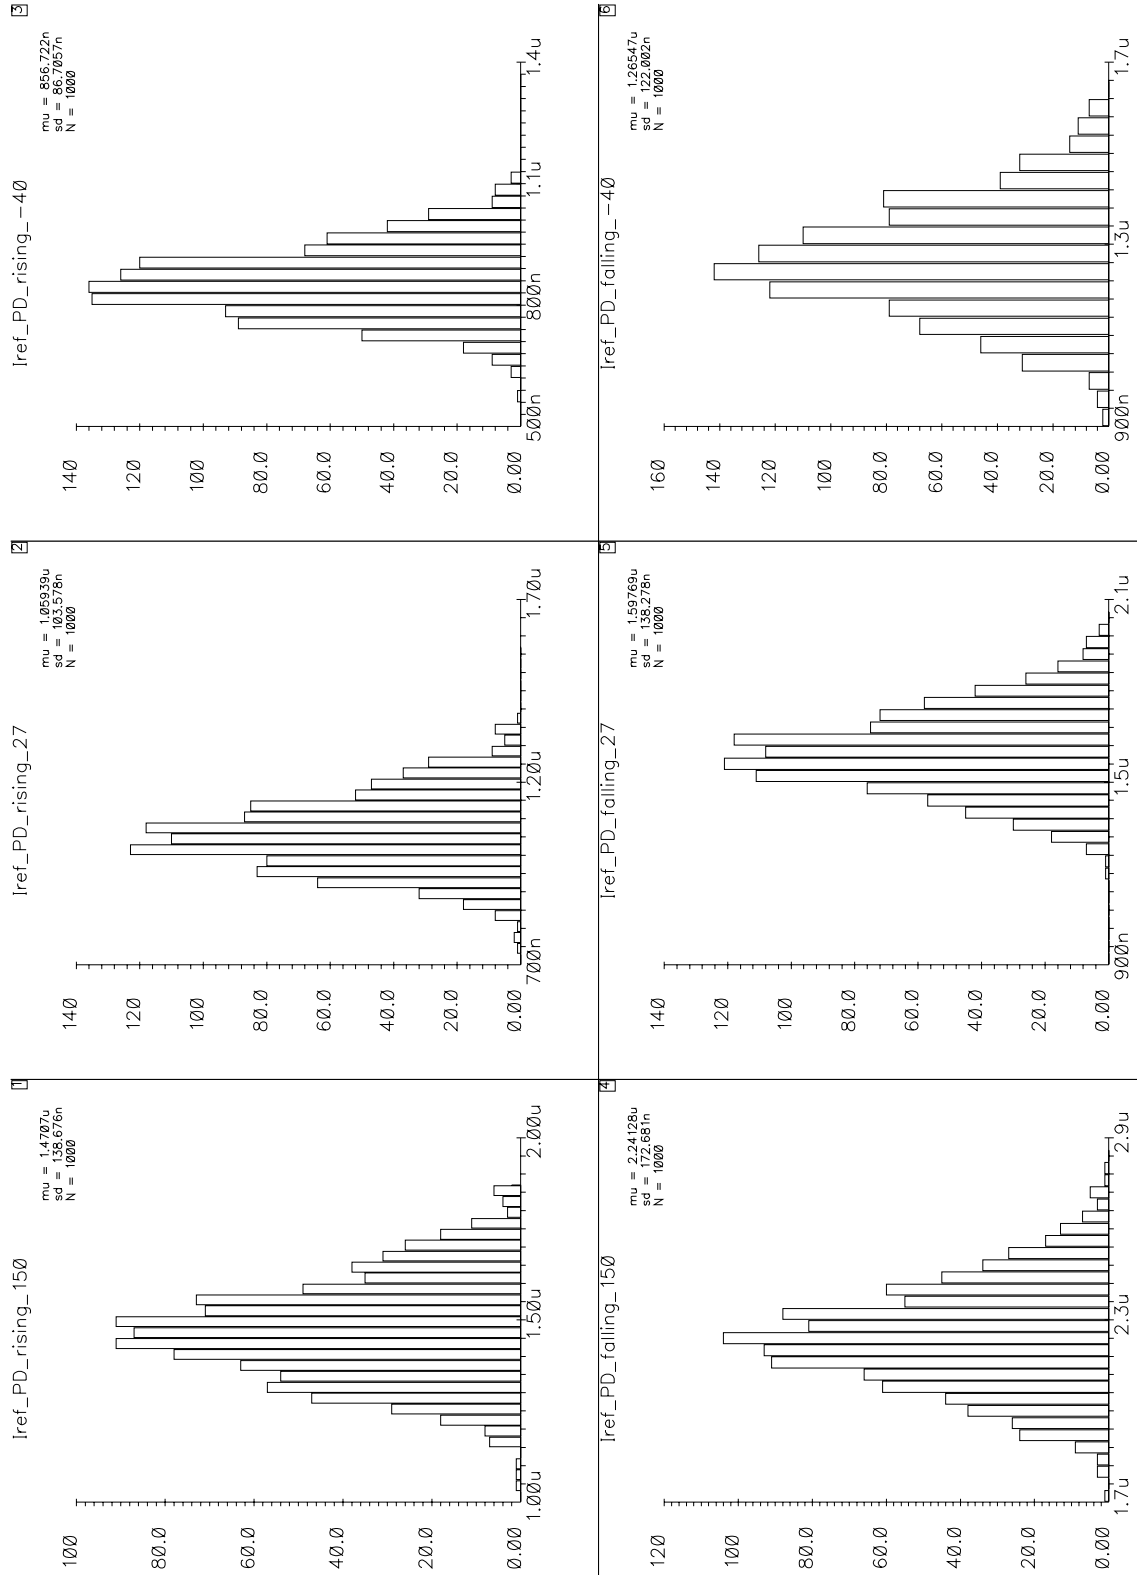 1
Iref_PD_rising_150
mu = 1.4707u
sd = 138.676n
N = 1000
100
80.0
60.0
40.0
20.0
0.00
1.00u 1.50u 2.00u
2
Iref_PD_rising_27
mu = 1.05939u
sd = 103.578n
N = 1000
140
120
100
80.0
60.0
40.0
20.0
0.00
700n 1.20u 1.70u
3
Iref_PD_rising_-40
mu = 856.722n
sd = 86.7057n
N = 1000
140
120
100
80.0
60.0
40.0
20.0
0.00
500n 800n 1.1u 1.4u
4
Iref_PD_falling_150
mu = 2.24128u
sd = 172.681n
N = 1000
120
100
80.0
60.0
40.0
20.0
0.00
1.7u 2.3u 2.9u
5
Iref_PD_falling_27
mu = 1.59769u
sd = 138.278n
N = 1000
140
120
100
80.0
60.0
40.0
20.0
0.00
900n 1.5u 2.1u
6
Iref_PD_falling_-40
mu = 1.26547u
sd = 122.002n
N = 1000
160
140
120
100
80.0
60.0
40.0
20.0
0.00
900n 1.3u 1.7u